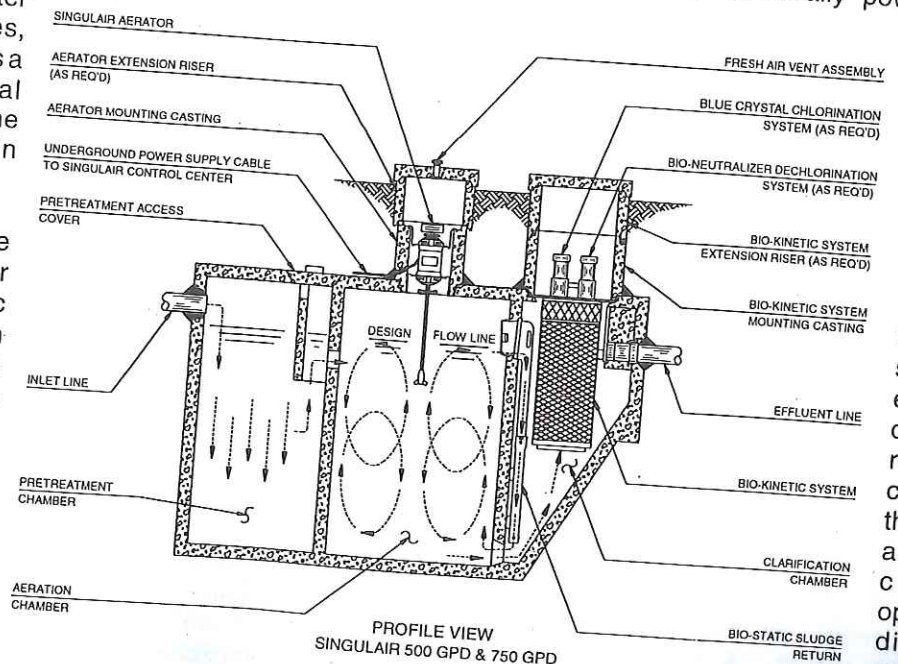 es,
SINGULAIR AERATOR
AERATOR EXTENSION RISER
(AS REQ'D)
AERATOR MOUNTING CASTING
UNDERGROUND POWER SUPPLY CABLE
TO SINGULAIR CONTROL CENTER
PRETREATMENT ACCESS
COVER
INLET LINE
PRETREATMENT
CHAMBER
AERATION
CHAMBER
DESIGN
FLOW LINE
FRESH AIR VENT ASSEMBLY
BLUE CRYSTAL CHLORINATION
SYSTEM (AS REQ'D)
BIO-NEUTRALIZER DECHLORINATION
SYSTEM (AS REQ'D)
BIO-KINETIC SYSTEM
EXTENSION RISER (AS REQ'D)
BIO-KINETIC SYSTEM
MOUNTING CASTING
EFFLUENT LINE
BIO-KINETIC SYSTEM
CLARIFICATION
CHAMBER
BIO-STATIC SLUDGE
RETURN
PROFILE VIEW
SINGULAIR 500 GPD & 750 GPD